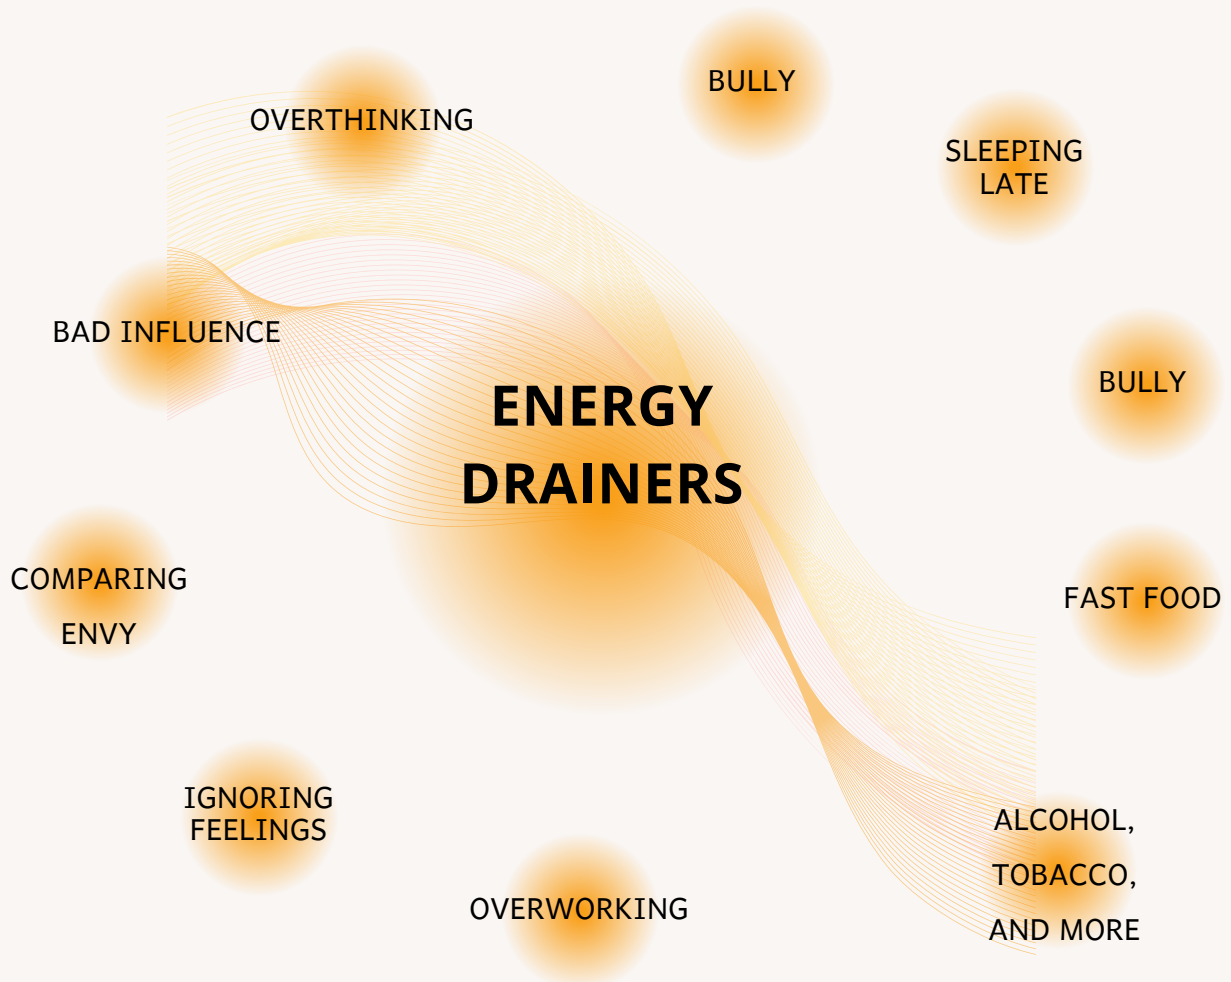 BULLY
OVERTHINKING
SLEEPING
LATE
BAD INFLUENCE
BULLY
ENERGY
DRAINERS
COMPARING
ENVY
FAST FOOD
IGNORING
FEELINGS
ALCOHOL,
TOBACCO,
AND MORE
OVERWORKING